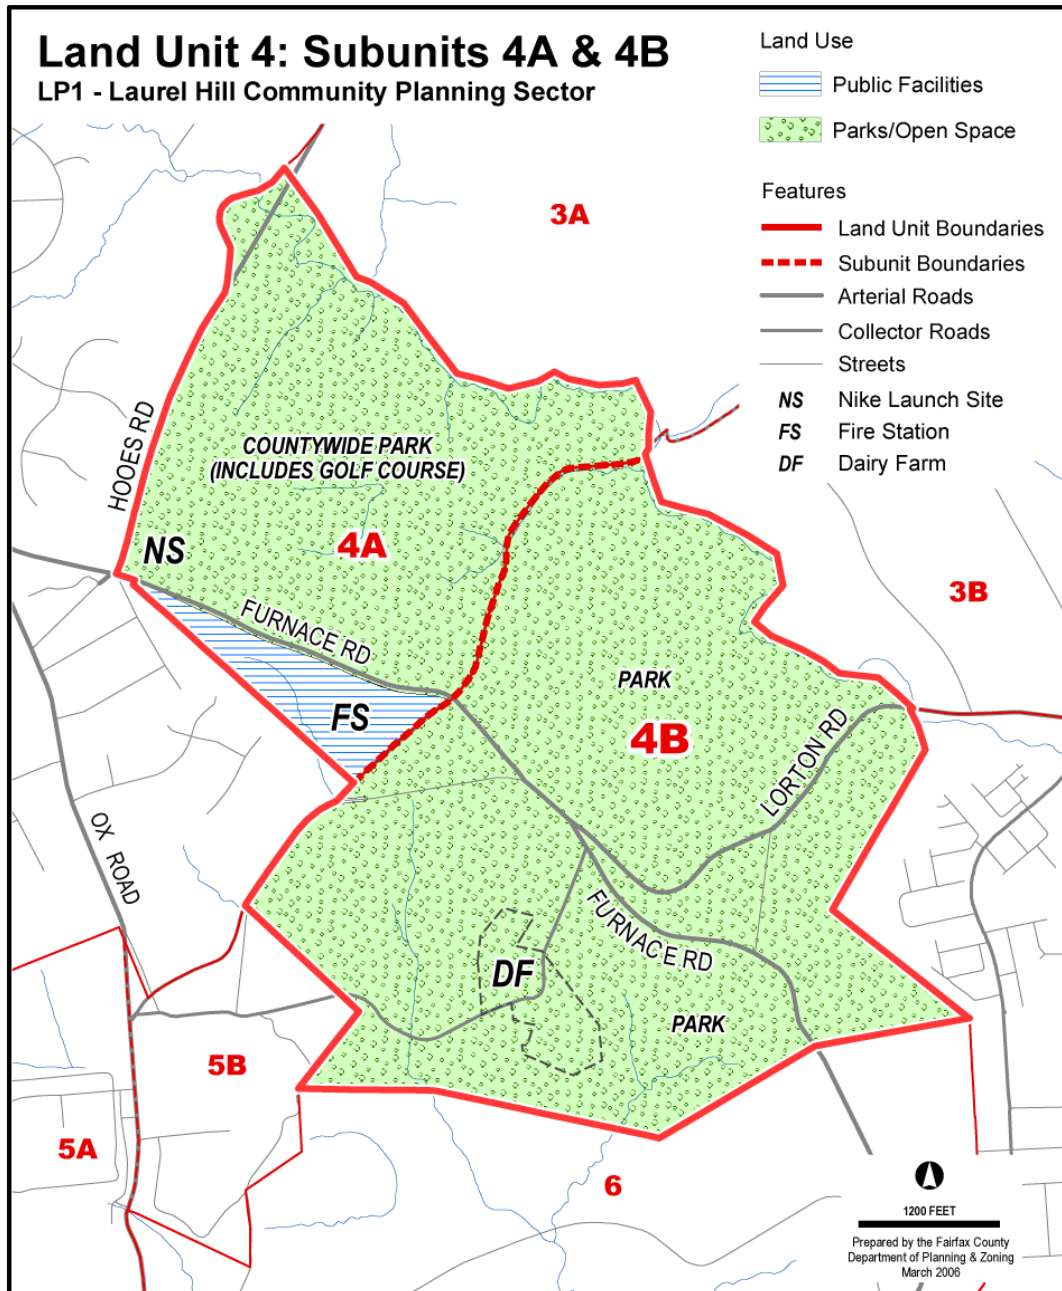 Land Unit 4: Subunits 4A & 4B
LP1 - Laurel Hill Community Planning Sector
Land Use
Public Facilities
Parks/Open Space
Features
Land Unit Boundaries
Subunit Boundaries
Arterial Roads
Collector Roads
Streets
NS Nike Launch Site
FS Fire Station
DF Dairy Farm
3A
HOOES RD
COUNTYWIDE PARK
(INCLUDES GOLF COURSE)
4A
NS
3B
FURNACE RD
PARK
FS
4B
LORTON RD
OX ROAD
FURNACE RD
DF
PARK
5B
5A
6
1200 FEET
Prepared by the Fairfax County
Department of Planning & Zoning
March 2006